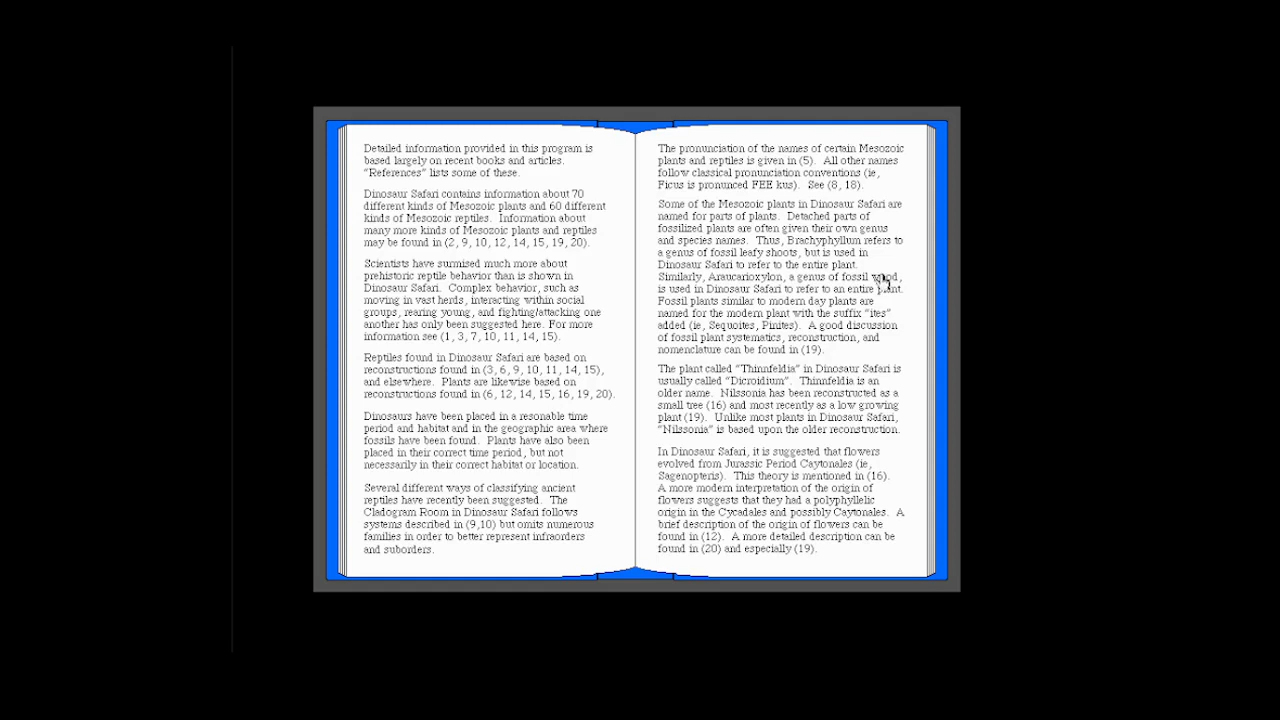 Detailed information provided in this program is
based largely on recent books and articles.
"References" lists some of these.
Dinosaur Safari contains information about 70
different kinds of Mesozoic plants and 60 different
kinds of Mesozoic reptiles.  Information about
many more kinds of Mesozoic plants and reptiles
may be found in (2, 9, 10, 12, 14, 15, 19, 20).
Scientists have surmised much more about
prehistoric reptile behavior than is shown in
Dinosaur Safari.  Complex behavior, such as
moving in vast herds, interacting within social
groups, rearing young, and fighting/attacking one
another has only been suggested here. For more
information see (1, 3, 7, 10, 11, 14, 15).
Reptiles found in Dinosaur Safari are based on
reconstructions found in (3, 6, 9, 10, 11, 14, 15),
and elsewhere.  Plants are likewise based on
reconstructions found in (6, 12, 14, 15, 16, 19, 20).
Dinosaurs have been placed in a resonable time
period and habitat and in the geographic area where
fossils have been found.  Plants have also been
placed in their correct time period, but not
necessarily in their correct habitat or location.
Several different ways of classifying ancient
reptiles have recently been suggested.  The
Cladogram Room in Dinosaur Safari follows
systems described in (9,10) but omits numerous
families in order to better represent infraorders
and suborders.
The pronunciation of the names of certain Mesozoic
plants and reptiles is given in (5).  All other names
follow classical pronunciation conventions (ie,
Ficus is pronunced FEE kus).  See (8, 18).
Some of the Mesozoic plants in Dinosaur Safari are
named for parts of plants.  Detached parts of
fossilized plants are often given their own genus
and species names.  Thus, Brachyphyllum refers to
a genus of fossil leafy shoots, but is used in
Dinosaur Safari to refer to the entire plant.
Similarly, Araucarioxylon, a genus of fossil wood,
is used in Dinosaur Safari to refer to an entire plant.
Fossil plants similar to modern day plants are
named for the modern plant with the suffix "ites"
added (ie, Sequoites, Pinites).  A good discussion
of fossil plant systematics, reconstruction, and
nomenclature can be found in (19).
The plant called "Thinnfeldia" in Dinosaur Safari is
usually called "Dicroidium".  Thinnfeldia is an
older name.  Nilssonia has been reconstructed as a
small tree (16) and most recently as a low growing
plant (19).  Unlike most plants in Dinosaur Safari,
"Nilssonia" is based upon the older reconstruction.
In Dinosaur Safari, it is suggested that flowers
evolved from Jurassic Period Caytonales (ie,
Sagenopteris).  This theory is mentioned in (16).
A more modern interpretation of the origin of
flowers suggests that they had a polyphyllelic
origin in the Cycadales and possibly Caytonales.  A
brief description of the origin of flowers can be
found in (12).  A more detailed description can be
found in (20) and especially (19).